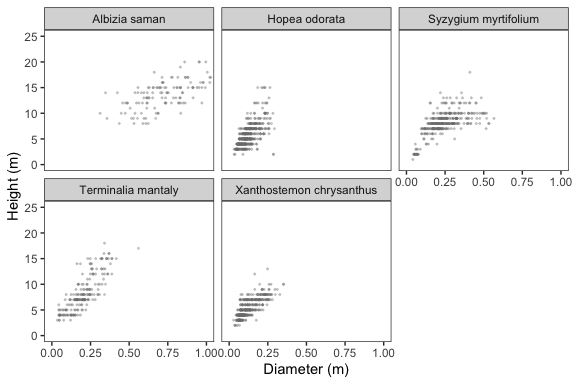 Albizia saman Hopea odorata Syzygium myrtifolium
25
20
15
10
5
0
0.00 0.25 0.50 0.75 1.00
Terminalia mantaly Xanthostemon chrysanthus
25
20
15
10
5
0
0.00 0.25 0.50 0.75 1.00 0.00 0.25 0.50 0.75 1.00
Height (m)
Diameter (m)